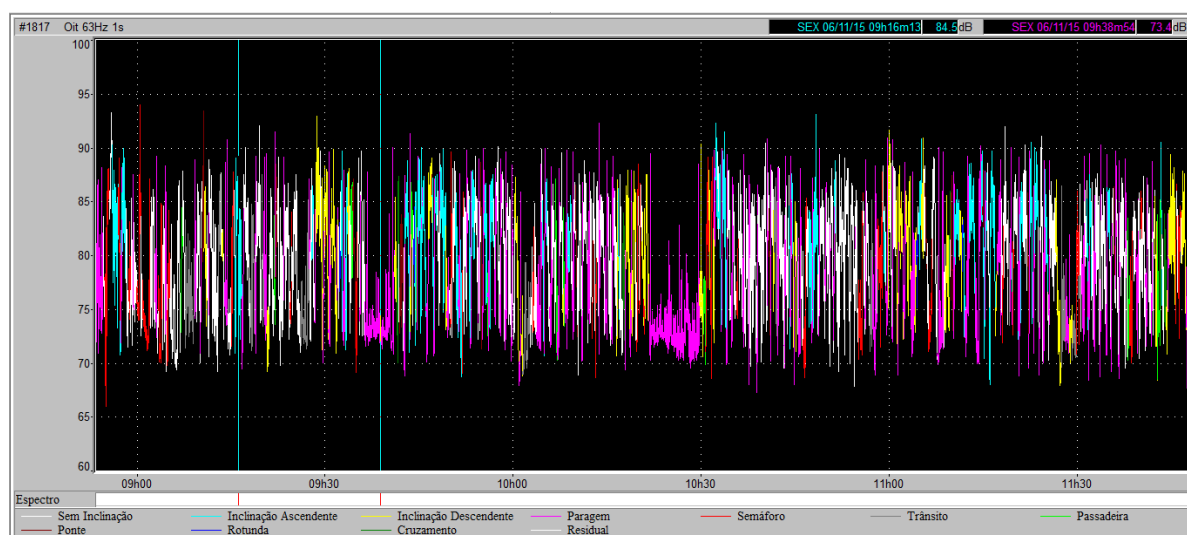 #1817 Oit 63Hz 1s SEX 06/11/15 09h16m13 84.5 dB SEX 06/11/15 09h38m54 73.4 dB
100
95
90
85
80
75
70
65
60
09h00 09h30 10h00 10h30 11h00 11h30
Espectro
Sem Inclinação Inclinação Ascendente Inclinação Descendente Paragem Semáforo Trânsito Passadeira
Ponte Rotunda Cruzamento Residual